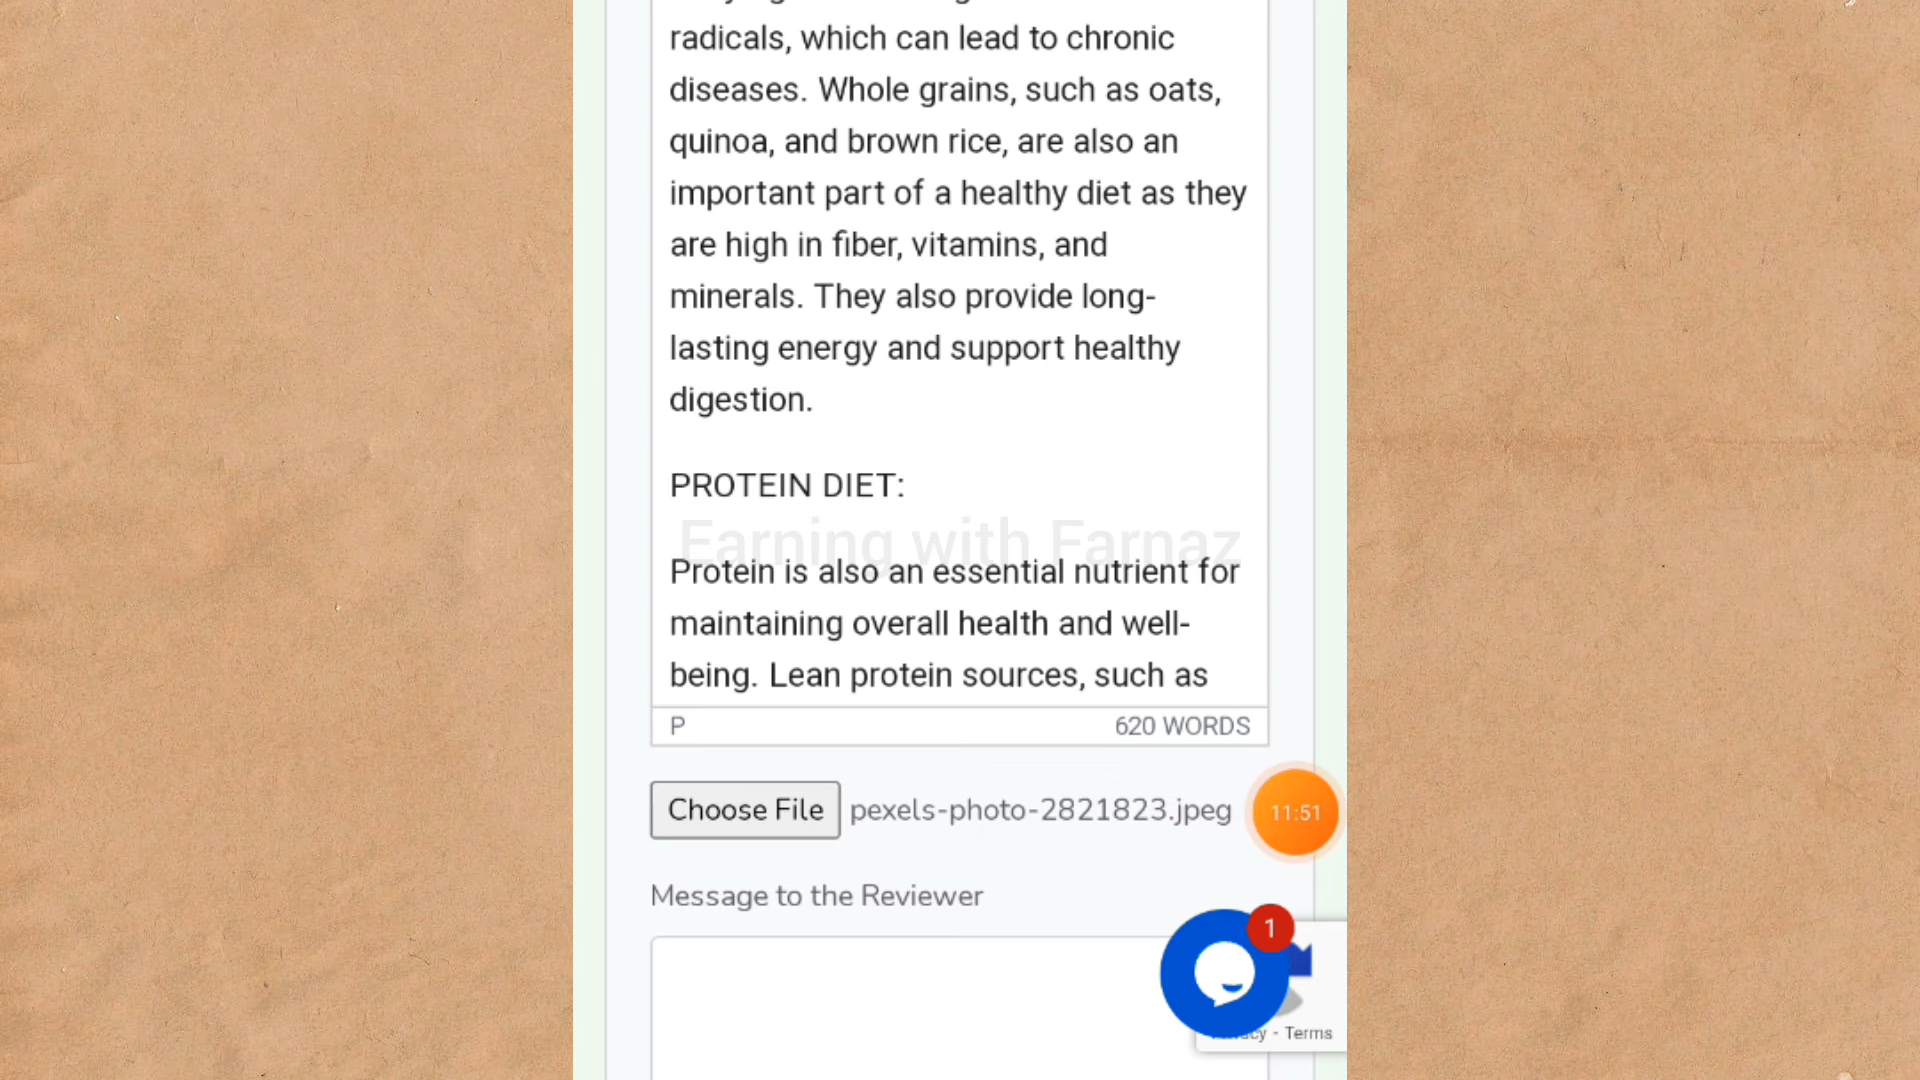 radicals, which can lead to chronic
diseases. Whole grains, such as oats,
quinoa, and brown rice, are also an
important part of a healthy diet as they
are high in fiber, vitamins, and
minerals. They also provide long-
lasting energy and support healthy
digestion.
PROTEIN DIET:
Earning with Farnaz
Protein is also an essential nutrient for
maintaining overall health and well-
being. Lean protein sources, such as
P 620 WORDS
Choose File pexels-photo-2821823.jpeg 11:51
Message to the Reviewer
1
- Terms